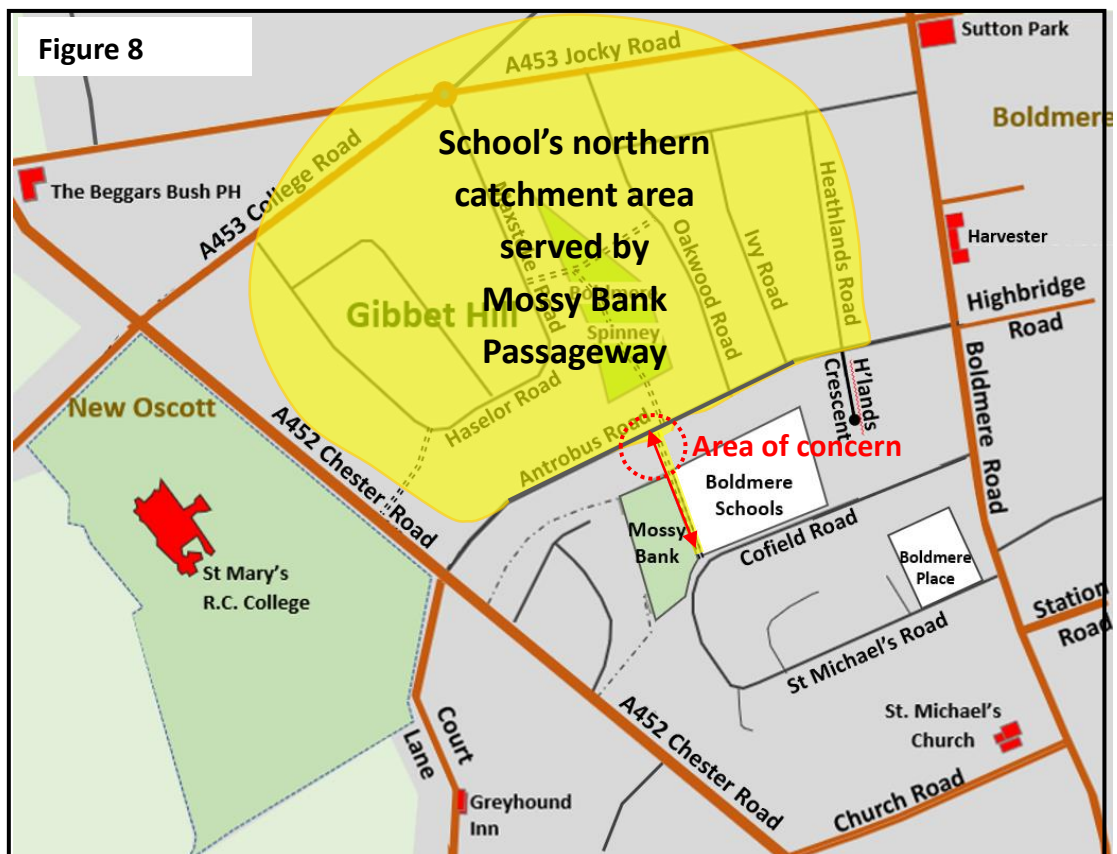 Figure 8
A453 Jocky Road
Sutton Park
Boldmere
The Beggars Bush PH
A453 College Road
School's northern
catchment area
served by
Mossy Bank
Passageway
Maxstoke Road
Oakwood Road
Ivy Road
Heathlands Road
Harvester
Highbridge
Road
Gibbet Hill
Boldmere
Spinney
Haselor Road
Antrobus Road
H'lands
Crescent
Boldmere Road
New Oscott
A452 Chester Road
Area of concern
Boldmere
Schools
Mossy
Bank
Cofield Road
Boldmere
Place
St Mary's
R.C. College
Station
Road
St Michael's Road
A452 Chester Road
St. Michael's
Church
Court
Lane
Church Road
Greyhound
Inn